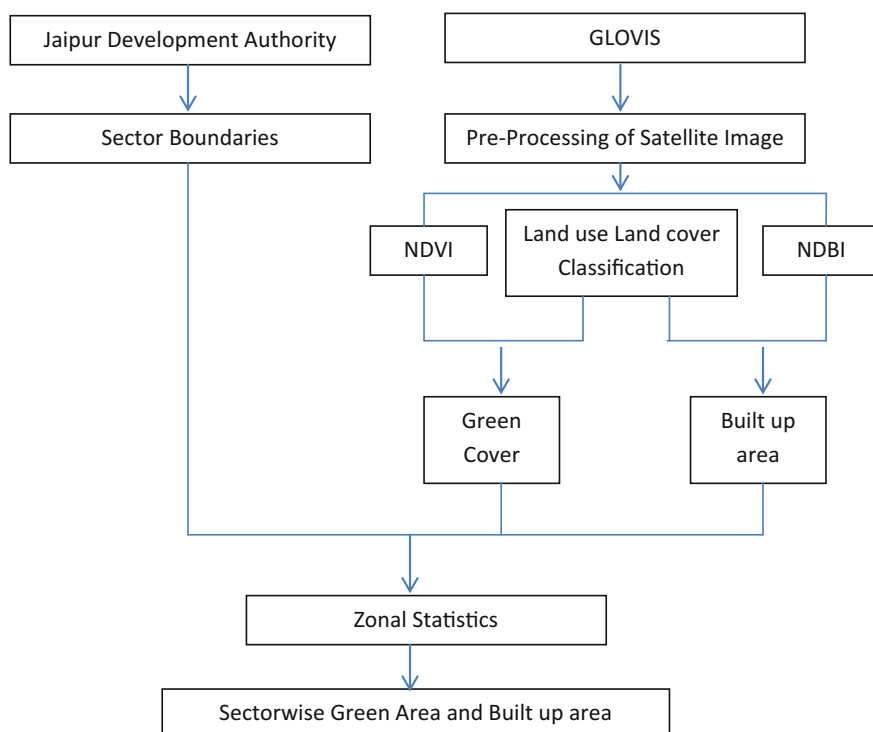 Jaipur Development Authority
GLOVIS
Sector Boundaries
Pre-Processing of Satellite Image
NDVI
Land use Land cover
Classification
NDBI
Green
Cover
Built up
area
Zonal Statistics
Sectorwise Green Area and Built up area